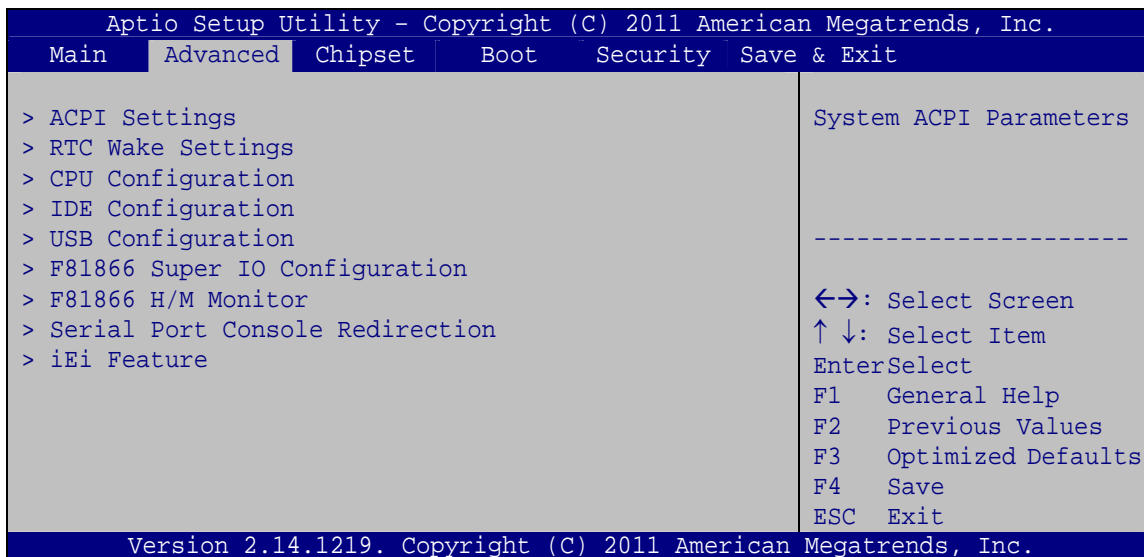 Aptio Setup Utility – Copyright (C) 2011 American Megatrends, Inc.
Main Advanced Chipset Boot Security Save & Exit
> ACPI Settings
> RTC Wake Settings
> CPU Configuration
> IDE Configuration
> USB Configuration
> F81866 Super IO Configuration
> F81866 H/M Monitor
> Serial Port Console Redirection
> iEi Feature
System ACPI Parameters
----------------------
←→: Select Screen
↑ ↓: Select Item
EnterSelect
F1 General Help
F2 Previous Values
F3 Optimized Defaults
F4 Save
ESC Exit
Version 2.14.1219. Copyright (C) 2011 American Megatrends, Inc.